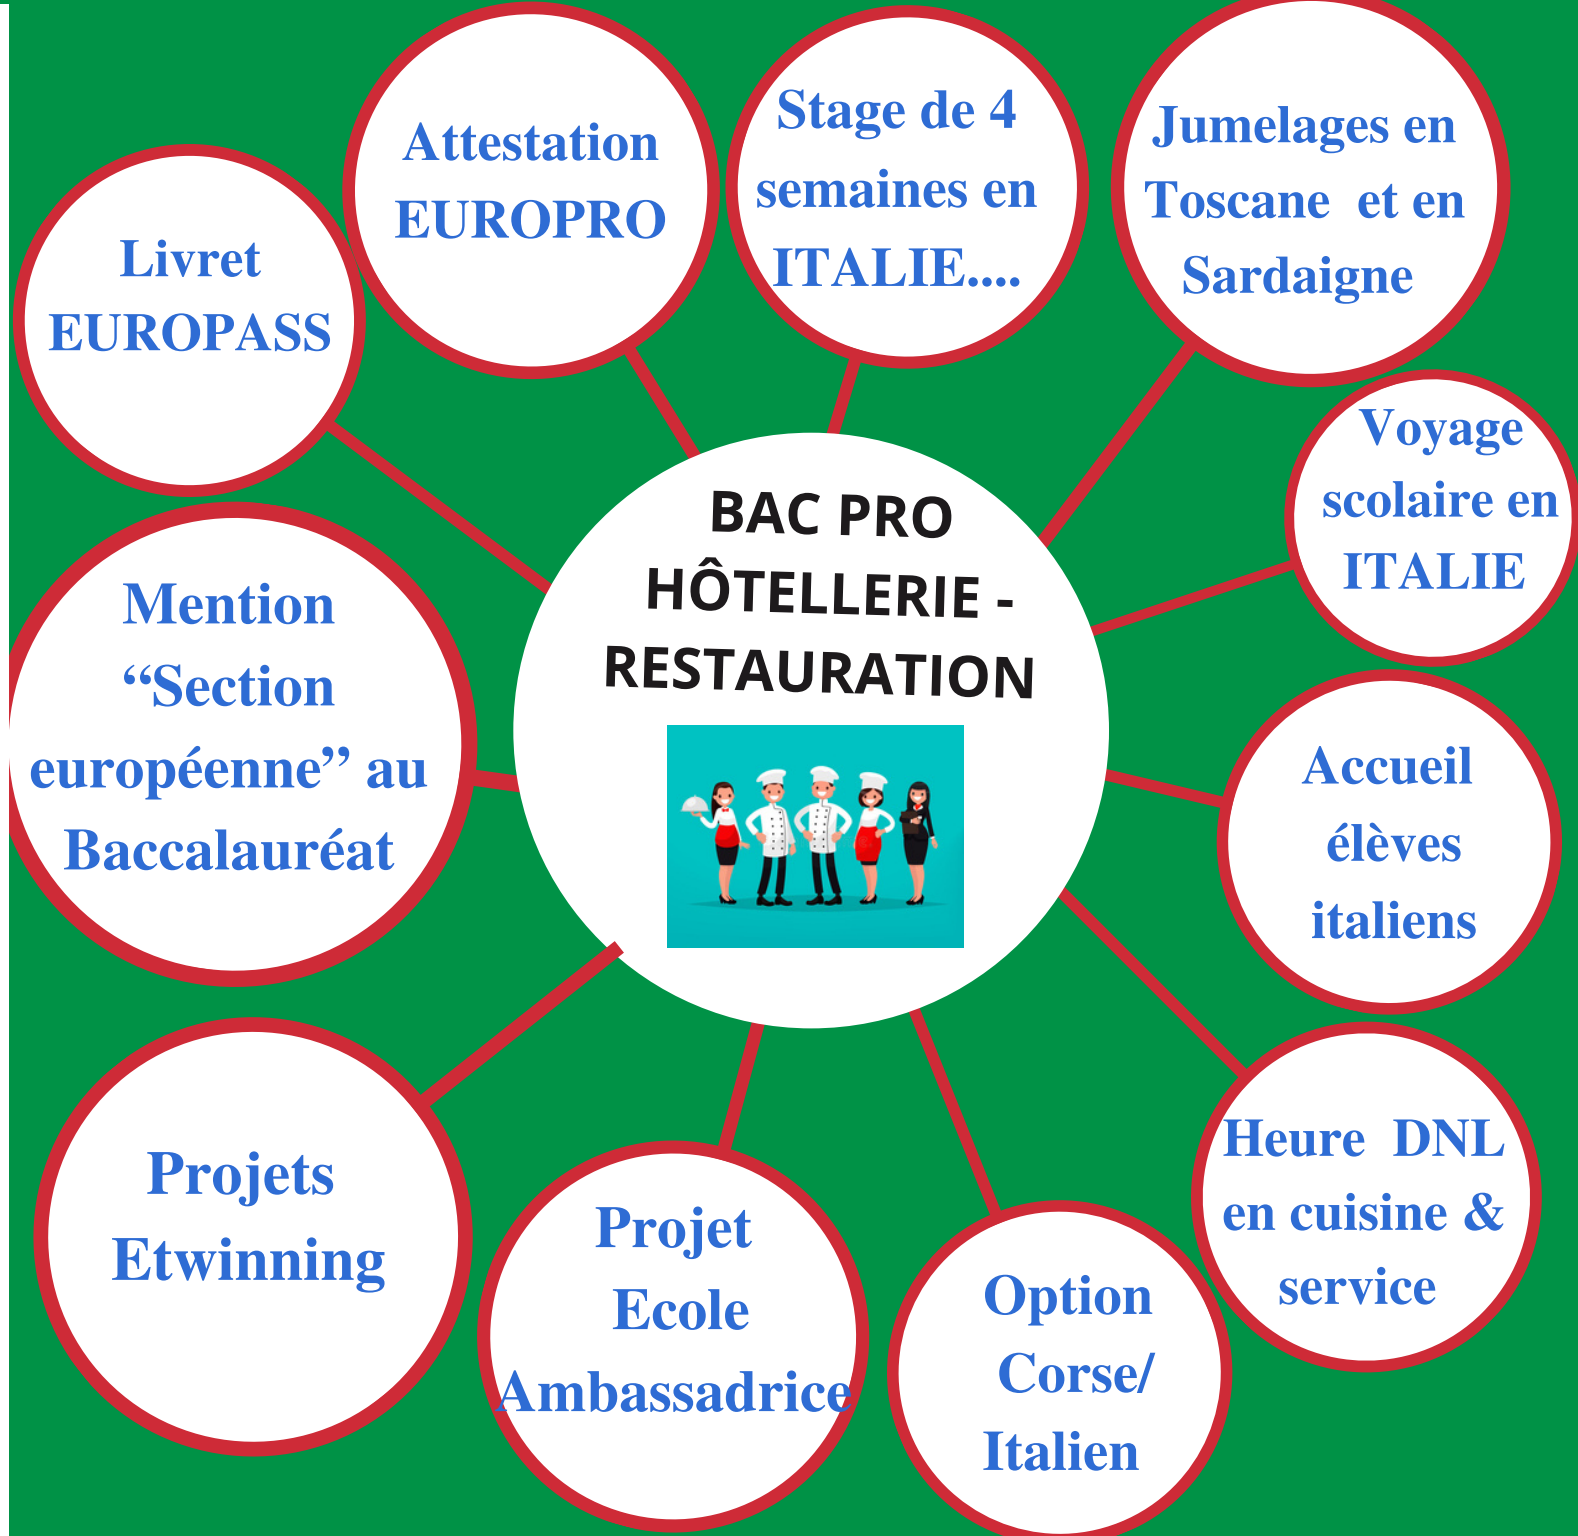 BAC PRO
HÔTELLERIE -
RESTAURATION
Livret
EUROPASS
Attestation
EUROPRO
Stage de 4
semaines en
ITALIE....
Jumelages en
Toscane et en
Sardaigne
Voyage
scolaire en
ITALIE
Accueil
élèves
italiens
Heure DNL
en cuisine &
service
Option
Corse/
Italien
Projet
Ecole
Ambassadrice
Projets
Etwinning
Mention
“Section
européenne” au
Baccalauréat